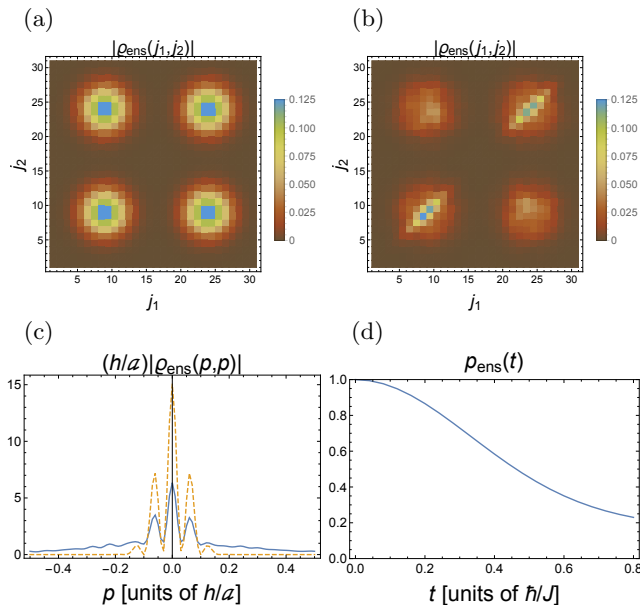 (a)
|ϱens(j1,j2)|
30
25
20
15
10
5
j2
5 10 15 20 25 30
j1
0.125
0.100
0.075
0.050
0.025
0
(b)
|ϱens(j1,j2)|
30
25
20
15
10
5
j2
5 10 15 20 25 30
j1
0.125
0.100
0.075
0.050
0.025
0
(c)
(h/a)|ϱens(p,p)|
15
10
5
0
-0.4 -0.2 0.0 0.2 0.4
p [units of h/a]
(d)
pens(t)
1.0
0.8
0.6
0.4
0.2
0.0
0.0 0.2 0.4 0.6 0.8
t [units of ħ/J]